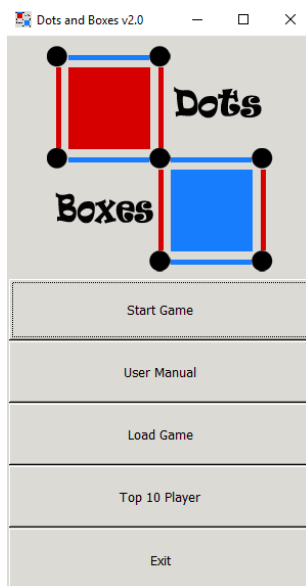 Dots and Boxes v2.0
Dots
Boxes
Start Game
User Manual
Load Game
Top 10 Player
Exit